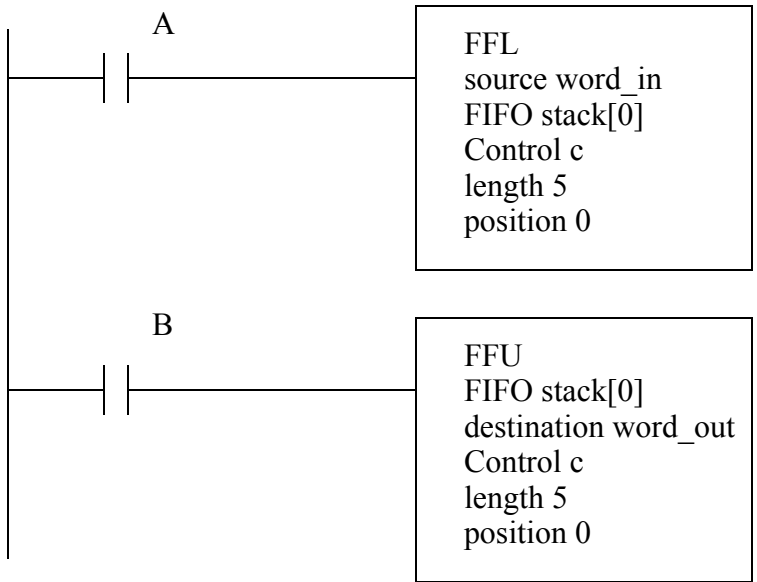 A
FFL
source word_in
FIFO stack[0]
Control c
length 5
position 0
B
FFU
FIFO stack[0]
destination word_out
Control c
length 5
position 0